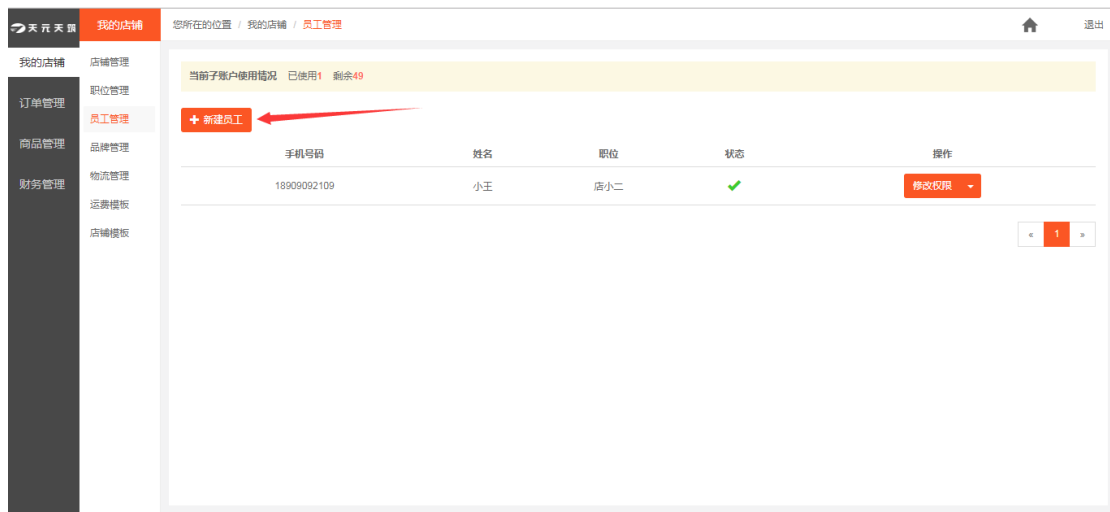 天元天筑
我的店铺
您所在的位置 / 我的店铺 / 员工管理
退出
我的店铺
订单管理
商品管理
财务管理
店铺管理
职位管理
员工管理
品牌管理
物流管理
运费模板
店铺模板
当前子账户使用情况 已使用1 剩余49
+ 新建员工
手机号码 姓名 职位 状态 操作
18909092109 小王 店小二 修改权限
« 1 »